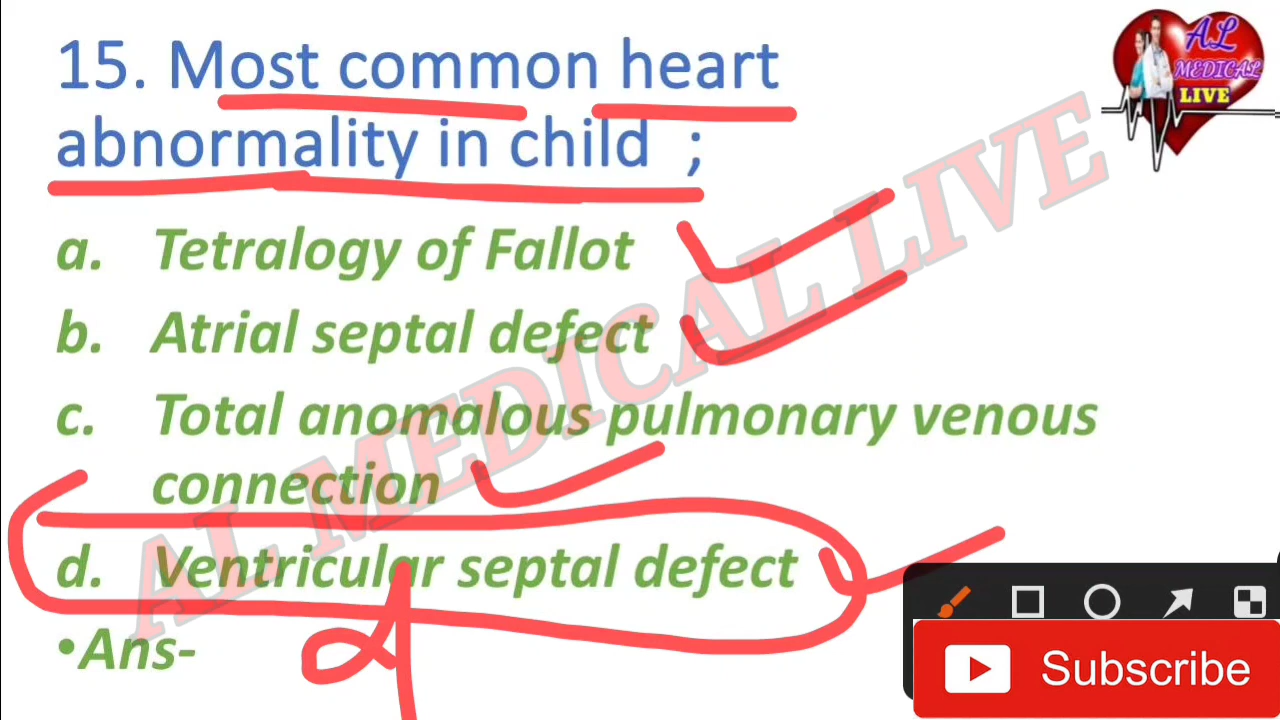 15. Most common heart
abnormality in child ;
a. Tetralogy of Fallot
b. Atrial septal defect
c. Total anomalous pulmonary venous
connection
d. Ventricular septal defect
•Ans- d
AL MEDICAL LIVE
AL
MEDICAL
LIVE
Subscribe